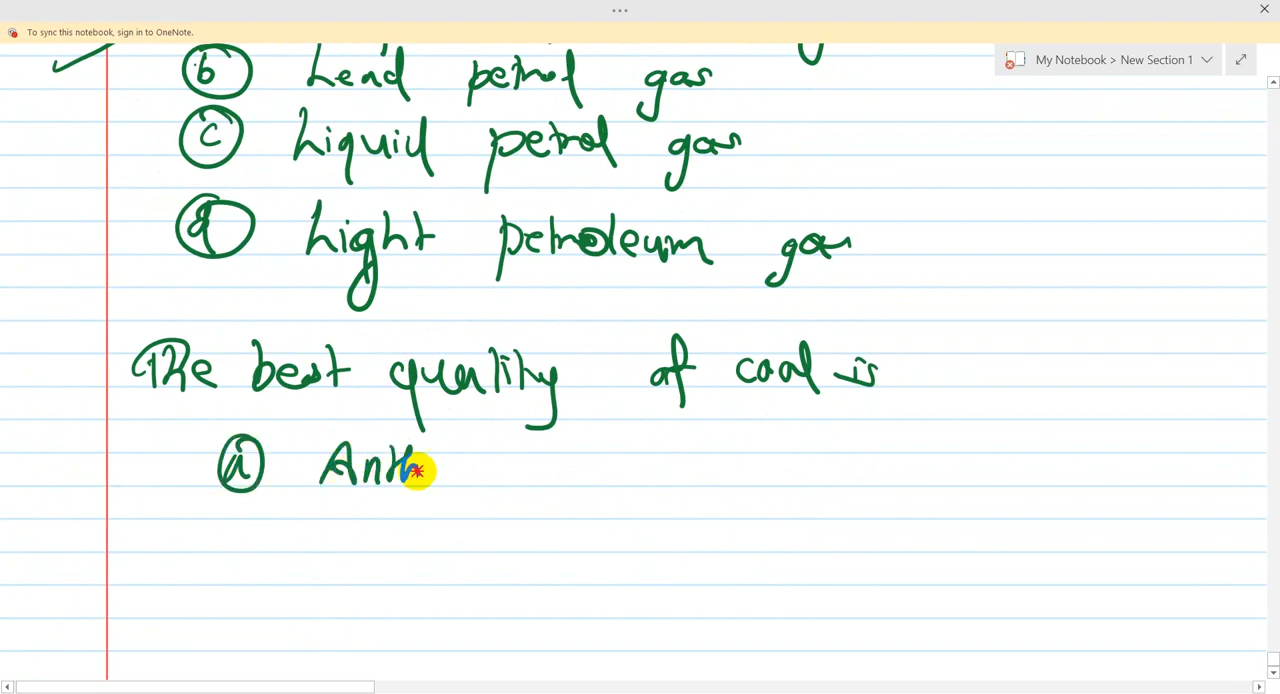 To sync this notebook, sign in to OneNote.
My Notebook > New Section 1
b Lead petrol gas
c Liquid petrol gas
d Light petroleum gas
The best quality of coal is
a Anth